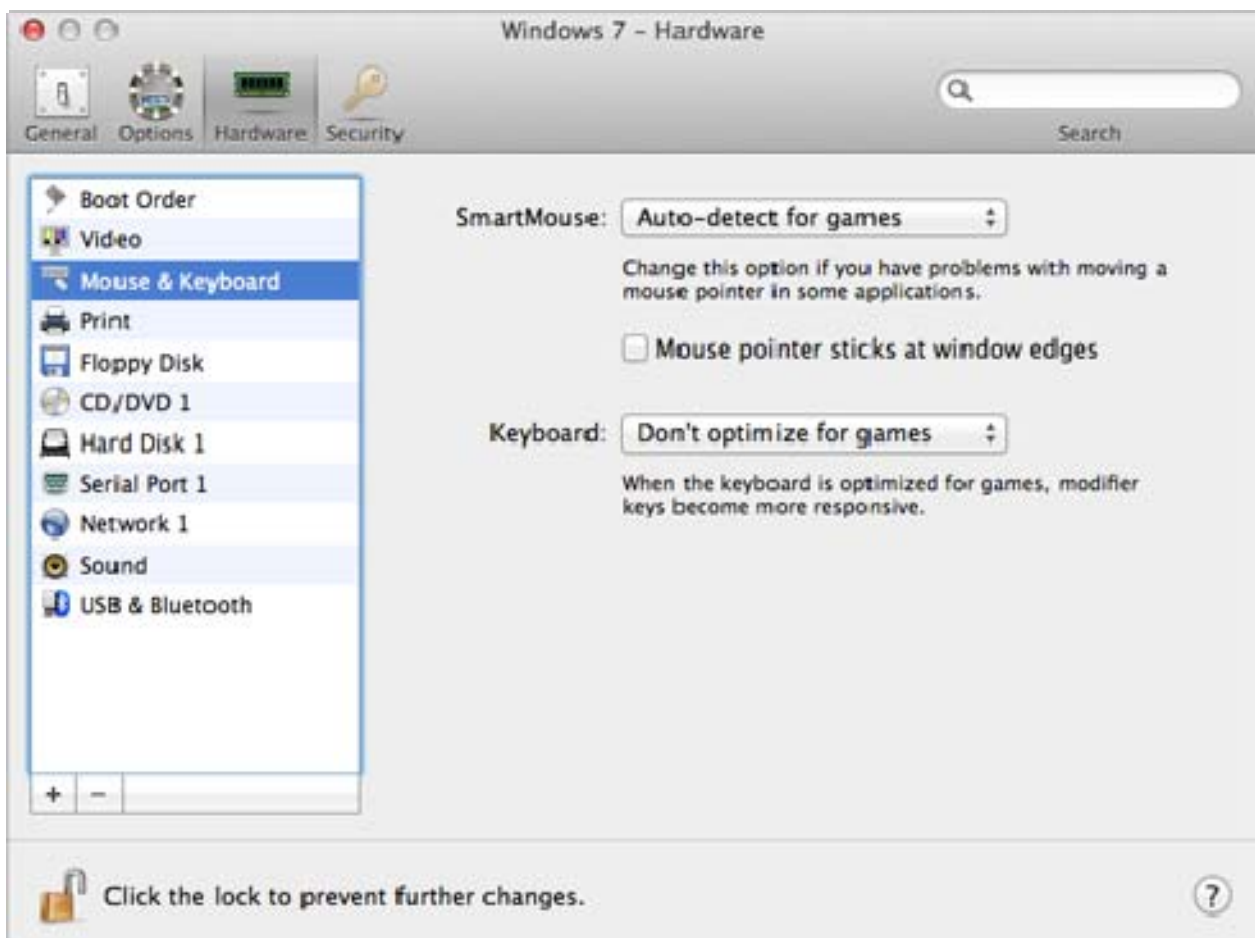 Windows 7 – Hardware
General Options Hardware Security
Search
Boot Order
Video
Mouse & Keyboard
Print
Floppy Disk
CD/DVD 1
Hard Disk 1
Serial Port 1
Network 1
Sound
USB & Bluetooth
+ −
SmartMouse: Auto-detect for games
Change this option if you have problems with moving a
mouse pointer in some applications.
Mouse pointer sticks at window edges
Keyboard: Don't optimize for games
When the keyboard is optimized for games, modifier
keys become more responsive.
Click the lock to prevent further changes.
?